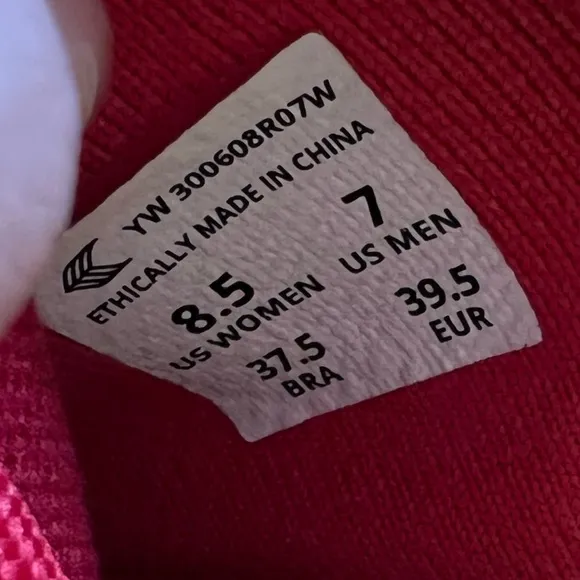 YW 300608R07W
ETHICALLY MADE IN CHINA
8.5
US WOMEN
7
US MEN
37.5
BRA
39.5
EUR